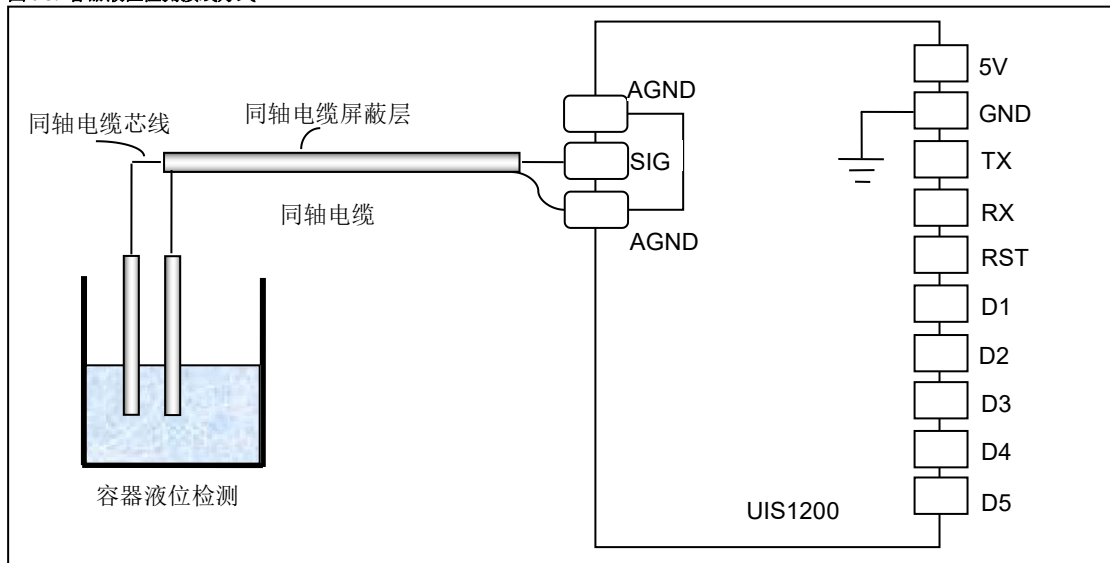 5V
AGND
GND
同轴电缆芯线
同轴电缆屏蔽层
SIG
TX
同轴电缆
RX
AGND
RST
D1
D2
D3
D4
容器液位检测
UIS1200
D5